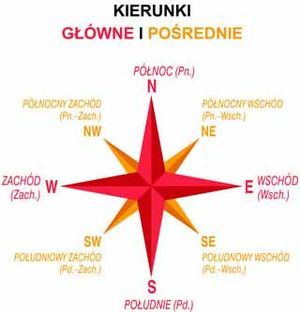 KIERUNKI
GŁÓWNE I POŚREDNIE
PÓŁNOC (Pn.)
N
PÓŁNOCNY ZACHÓD
(Pn.-Zach.)
NW
PÓŁNOCNY WSCHÓD
(Pn.-Wsch.)
NE
ZACHÓD
(Zach.)
W
E
WSCHÓD
(Wsch.)
SW
POŁUDNIOWY ZACHÓD
(Pd.-Zach.)
SE
POŁUDNIOWY WSCHÓD
(Pd.-Wsch.)
S
POŁUDNIE (Pd.)